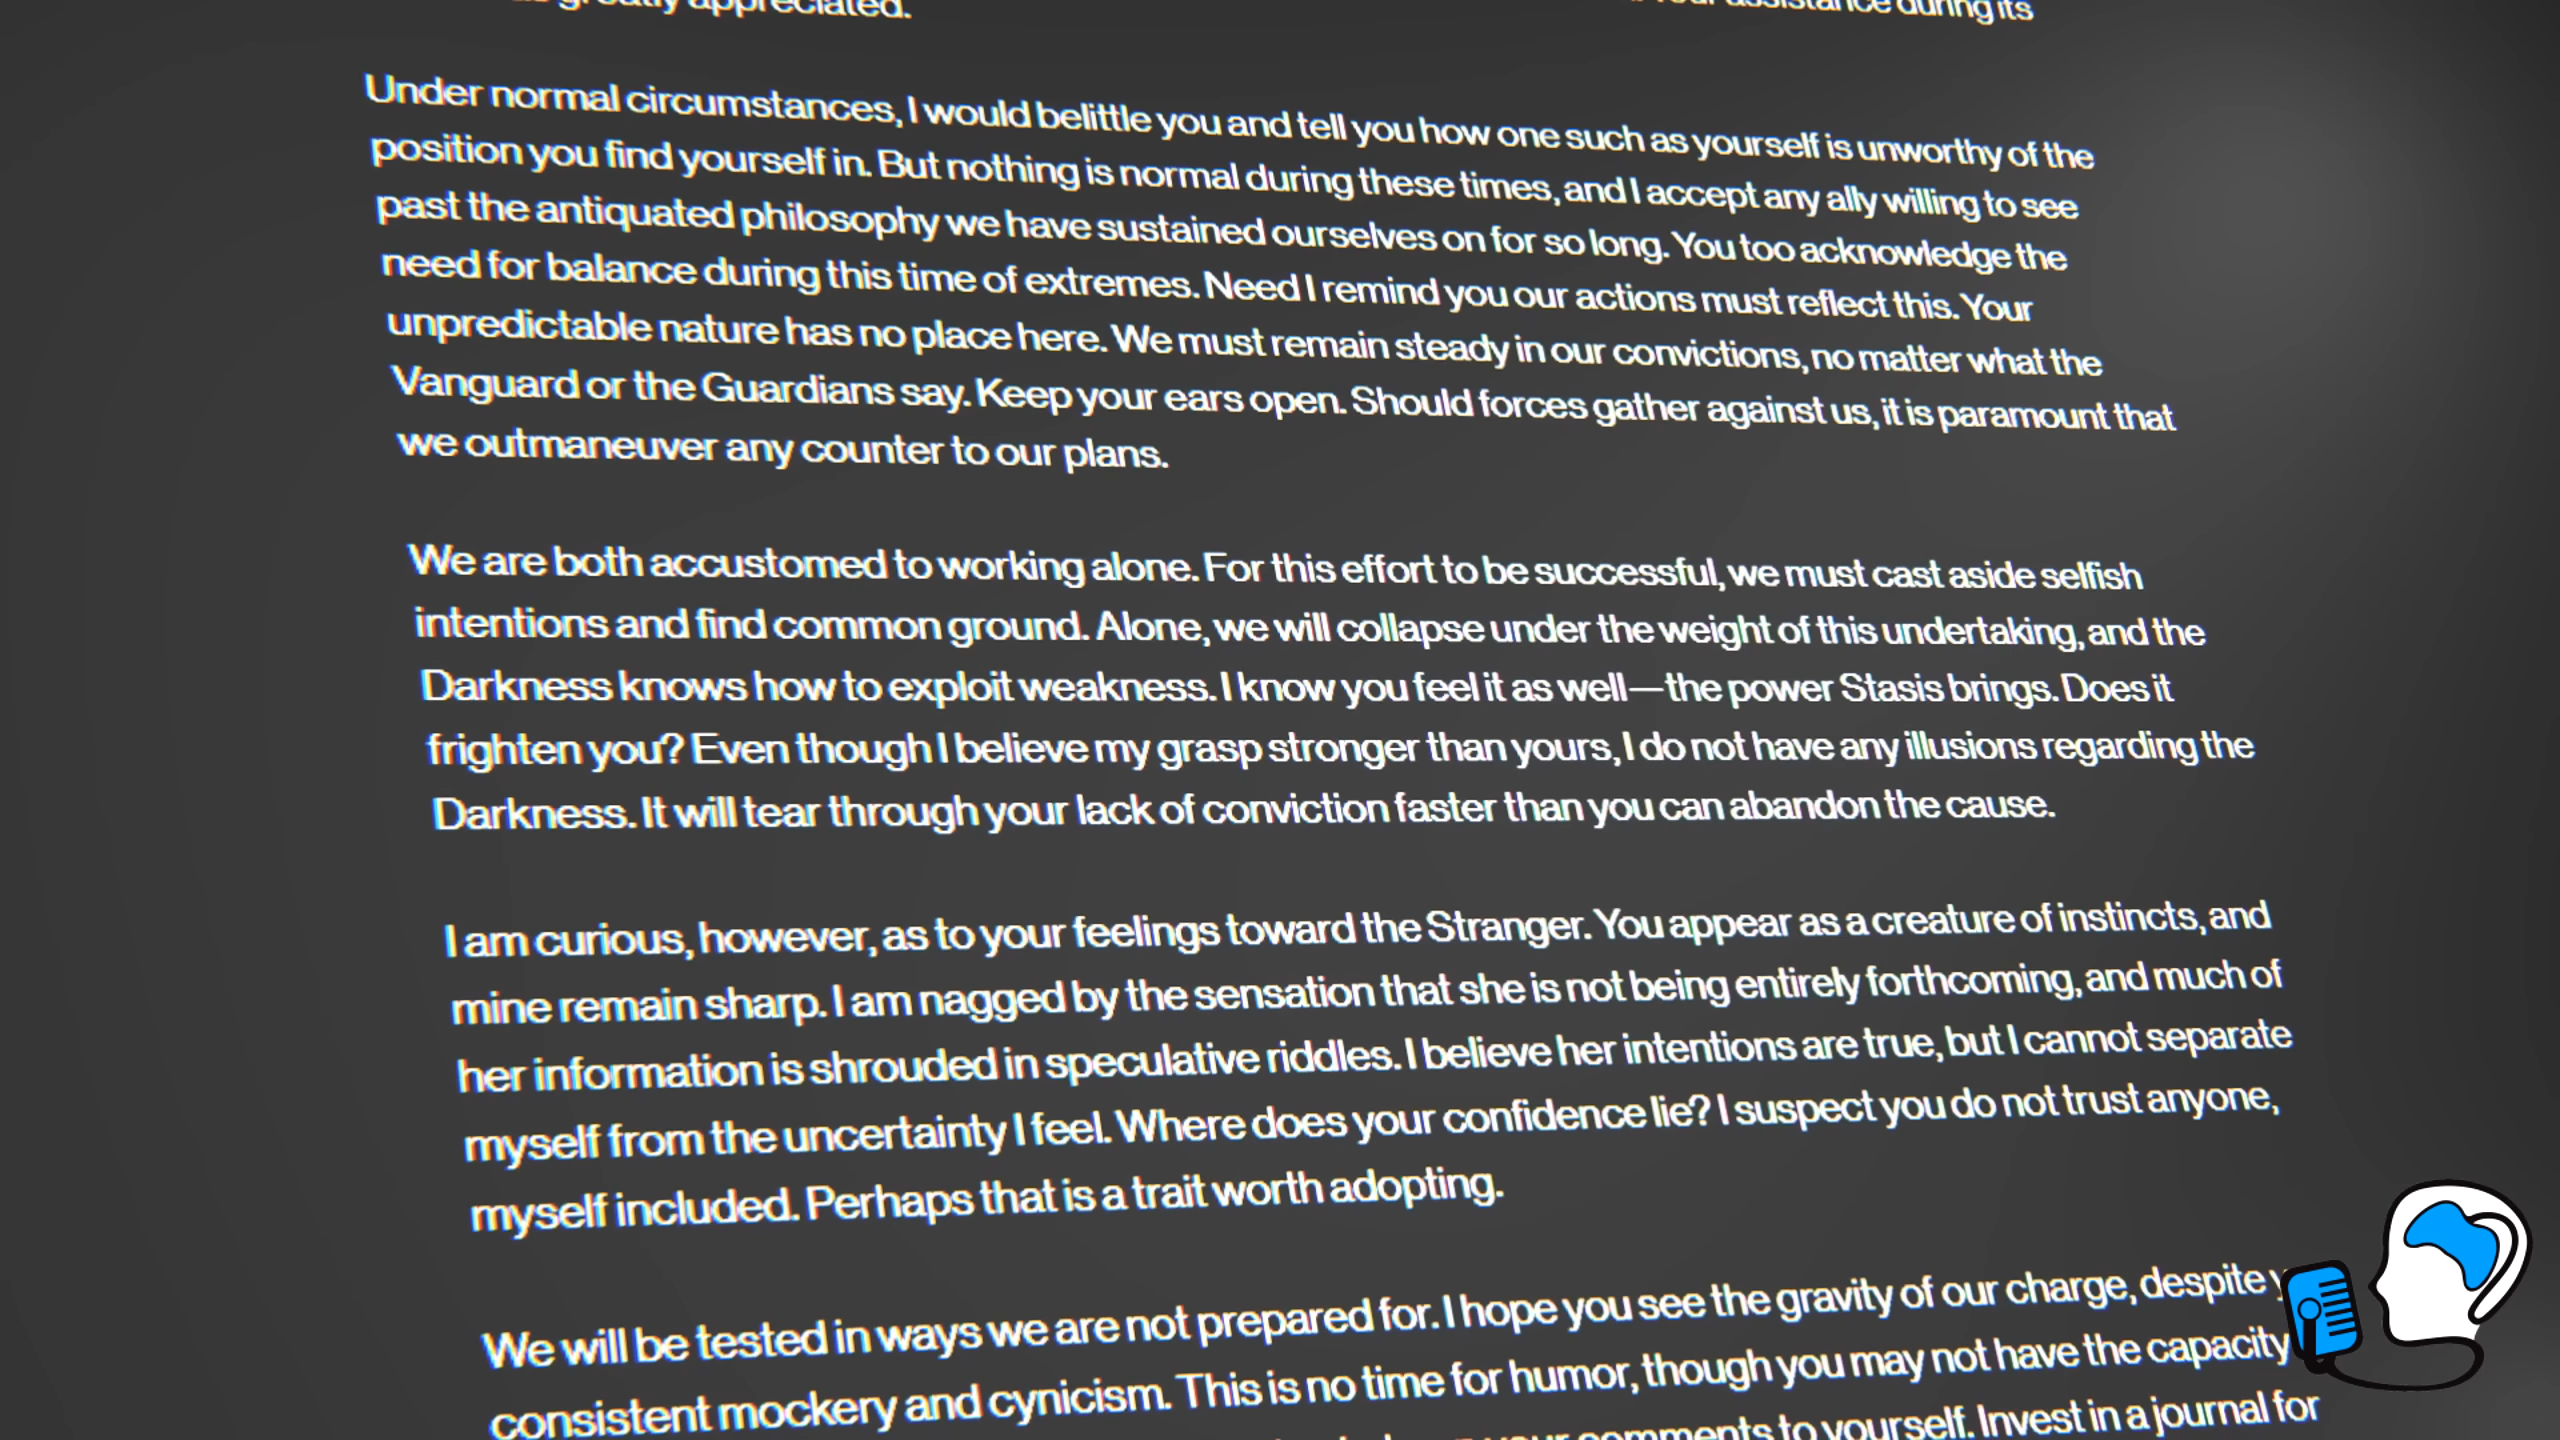 greatly appreciated. assistance during its
Under normal circumstances, I would belittle you and tell you how one such as yourself is unworthy of the
position you find yourself in. But nothing is normal during these times, and I accept any ally willing to see
past the antiquated philosophy we have sustained ourselves on for so long. You too acknowledge the
need for balance during this time of extremes. Need I remind you our actions must reflect this. Your
unpredictable nature has no place here. We must remain steady in our convictions, no matter what the
Vanguard or the Guardians say. Keep your ears open. Should forces gather against us, it is paramount that
we outmaneuver any counter to our plans.
We are both accustomed to working alone. For this effort to be successful, we must cast aside selfish
intentions and find common ground. Alone, we will collapse under the weight of this undertaking, and the
Darkness knows how to exploit weakness. I know you feel it as well—the power Stasis brings. Does it
frighten you? Even though I believe my grasp stronger than yours, I do not have any illusions regarding the
Darkness. It will tear through your lack of conviction faster than you can abandon the cause.
I am curious, however, as to your feelings toward the Stranger. You appear as a creature of instincts, and
mine remain sharp. I am nagged by the sensation that she is not being entirely forthcoming, and much of
her information is shrouded in speculative riddles. I believe her intentions are true, but I cannot separate
myself from the uncertainty I feel. Where does your confidence lie? I suspect you do not trust anyone,
myself included. Perhaps that is a trait worth adopting.
We will be tested in ways we are not prepared for. I hope you see the gravity of our charge, despite
consistent mockery and cynicism. This is no time for humor, though you may not have the capacity
your comments to yourself. Invest in a journal for